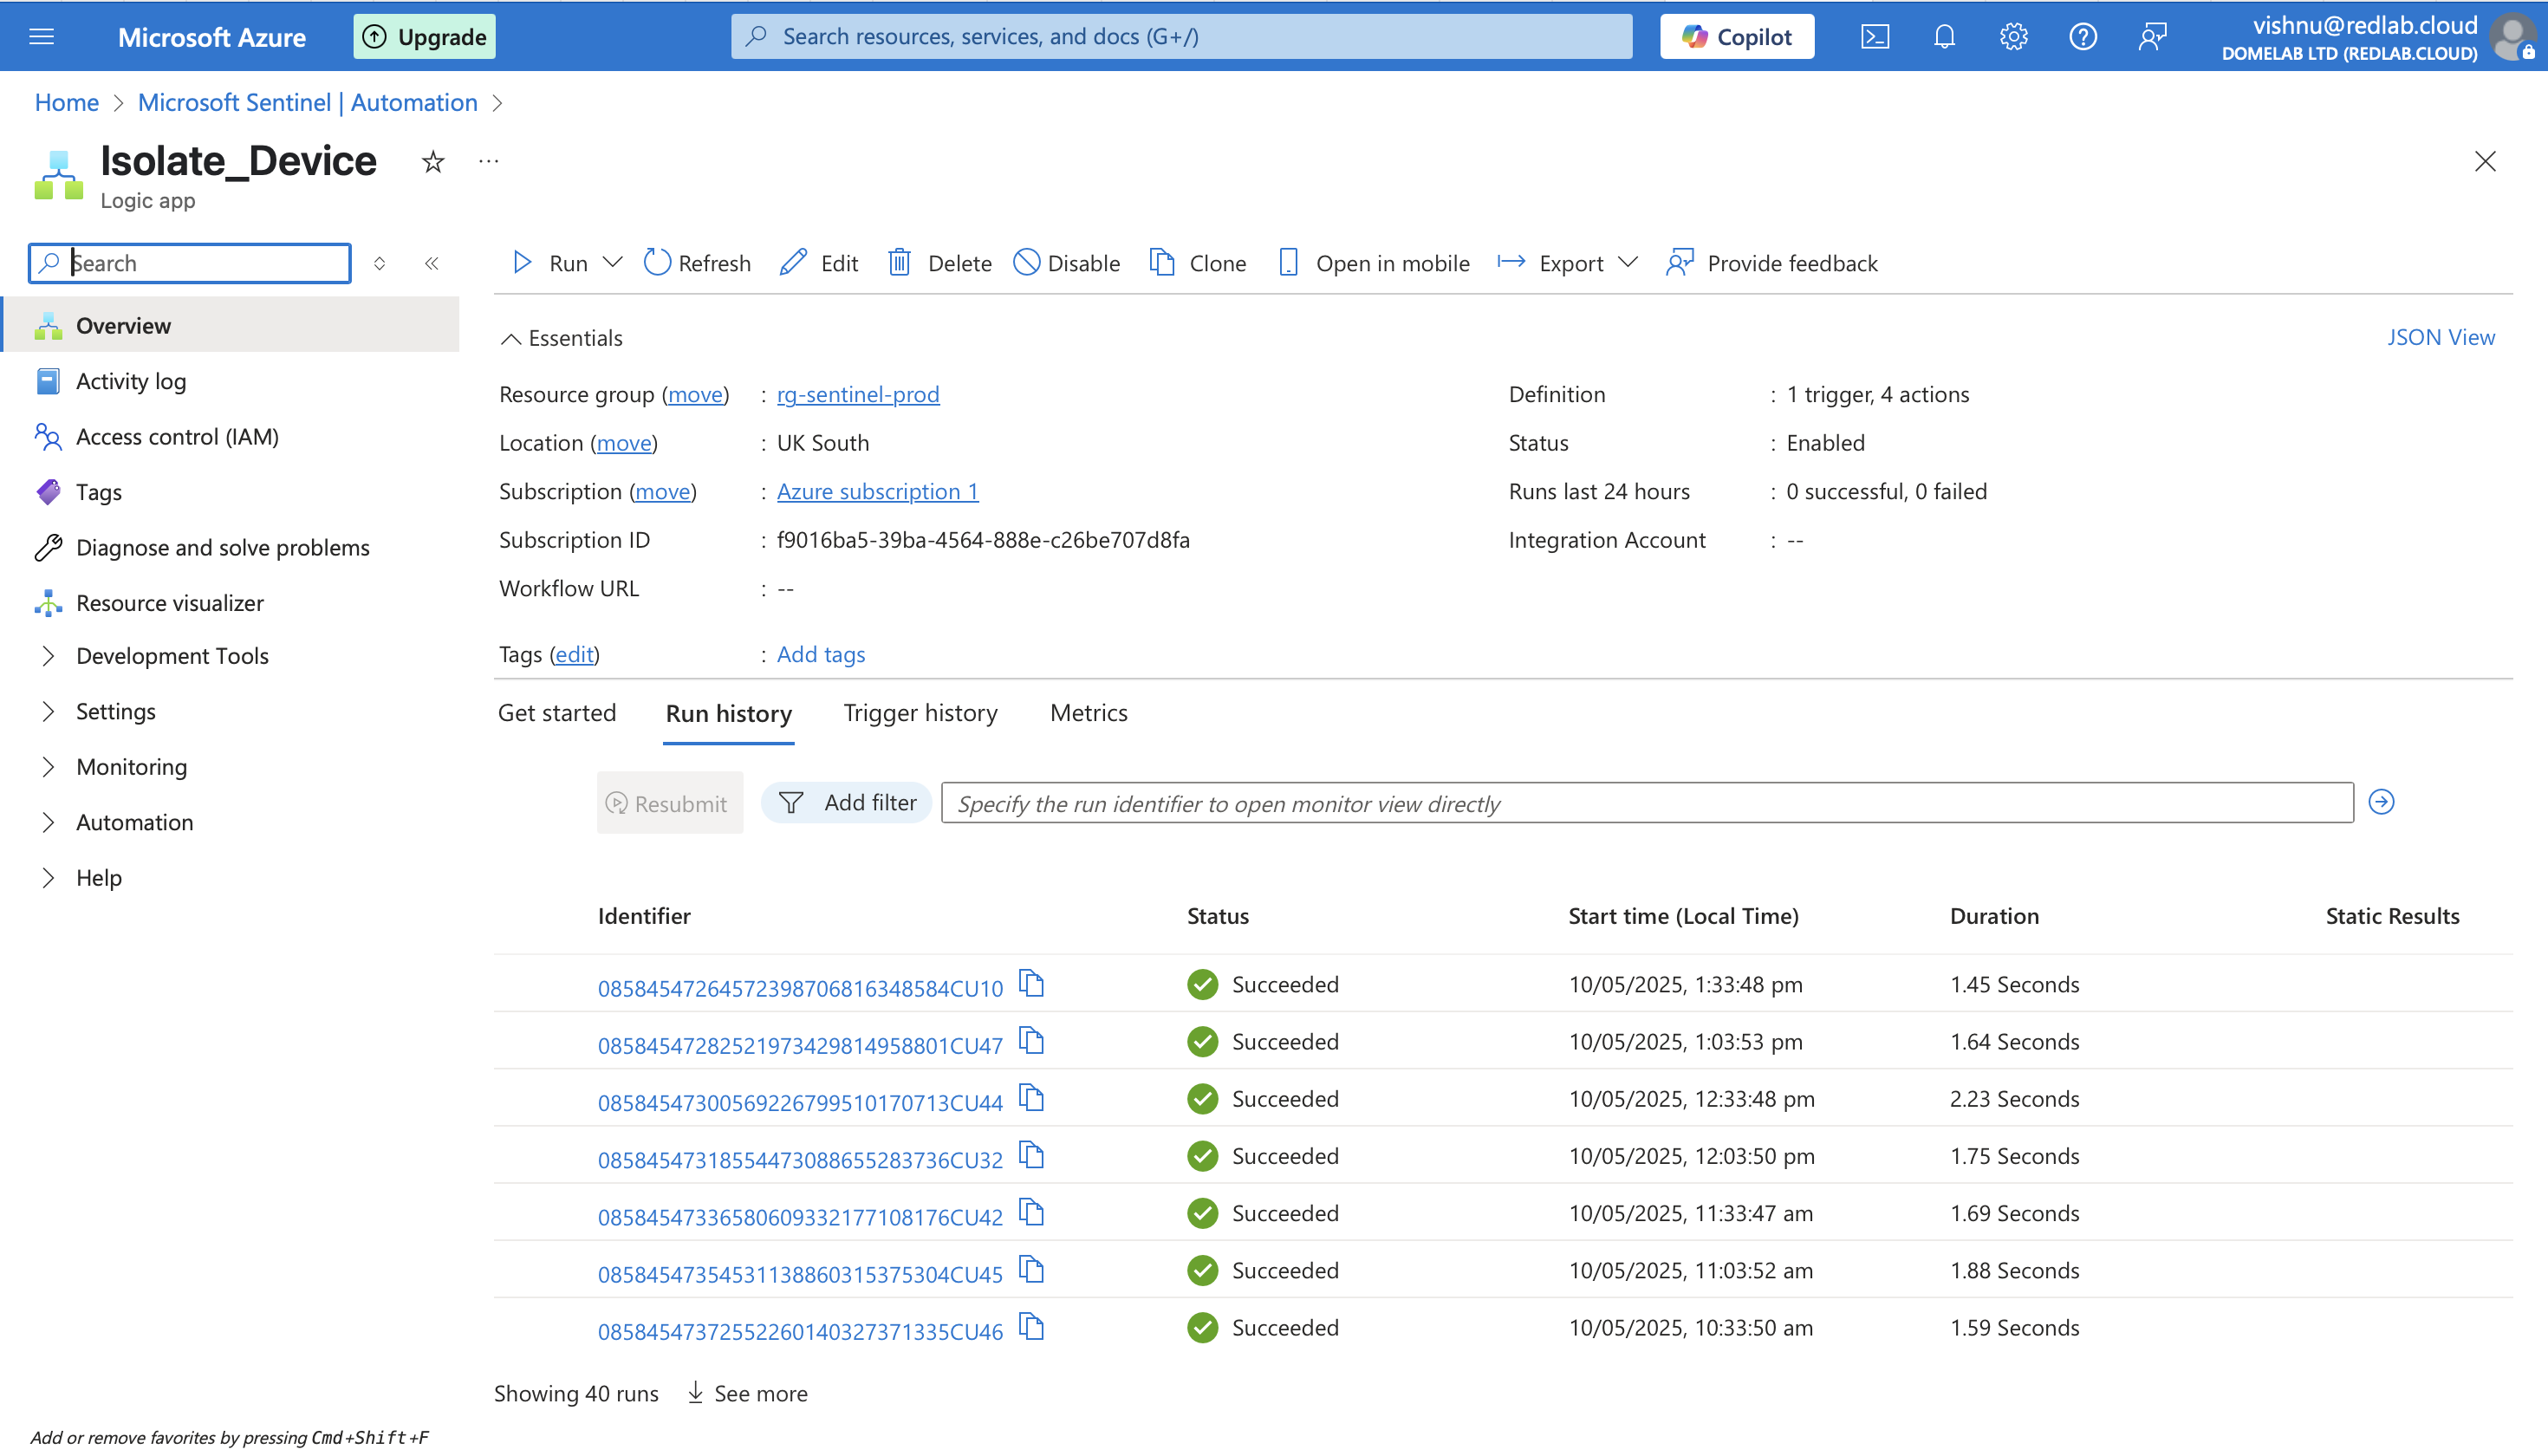 Microsoft Azure
Upgrade
Search resources, services, and docs (G+/)
Copilot
vishnu@redlab.cloud
DOMELAB LTD (REDLAB.CLOUD)
Home > Microsoft Sentinel | Automation >
Isolate_Device
Logic app
Search
Run Refresh Edit Delete Disable Clone Open in mobile Export Provide feedback
Overview
Activity log
Access control (IAM)
Tags
Diagnose and solve problems
Resource visualizer
Development Tools
Settings
Monitoring
Automation
Help
Essentials
JSON View
Resource group (move) : rg-sentinel-prod
Location (move) : UK South
Subscription (move) : Azure subscription 1
Subscription ID : f9016ba5-39ba-4564-888e-c26be707d8fa
Workflow URL : --
Definition : 1 trigger, 4 actions
Status : Enabled
Runs last 24 hours : 0 successful, 0 failed
Integration Account : --
Tags (edit) : Add tags
Get started Run history Trigger history Metrics
Resubmit Add filter Specify the run identifier to open monitor view directly
Identifier Status Start time (Local Time) Duration Static Results
08584547264572398706816348584CU10 Succeeded 10/05/2025, 1:33:48 pm 1.45 Seconds
08584547282521973429814958801CU47 Succeeded 10/05/2025, 1:03:53 pm 1.64 Seconds
08584547300569226799510170713CU44 Succeeded 10/05/2025, 12:33:48 pm 2.23 Seconds
08584547318554473088655283736CU32 Succeeded 10/05/2025, 12:03:50 pm 1.75 Seconds
08584547336580609332177108176CU42 Succeeded 10/05/2025, 11:33:47 am 1.69 Seconds
08584547354531138860315375304CU45 Succeeded 10/05/2025, 11:03:52 am 1.88 Seconds
08584547372552260140327371335CU46 Succeeded 10/05/2025, 10:33:50 am 1.59 Seconds
Showing 40 runs See more
Add or remove favorites by pressing Cmd+Shift+F